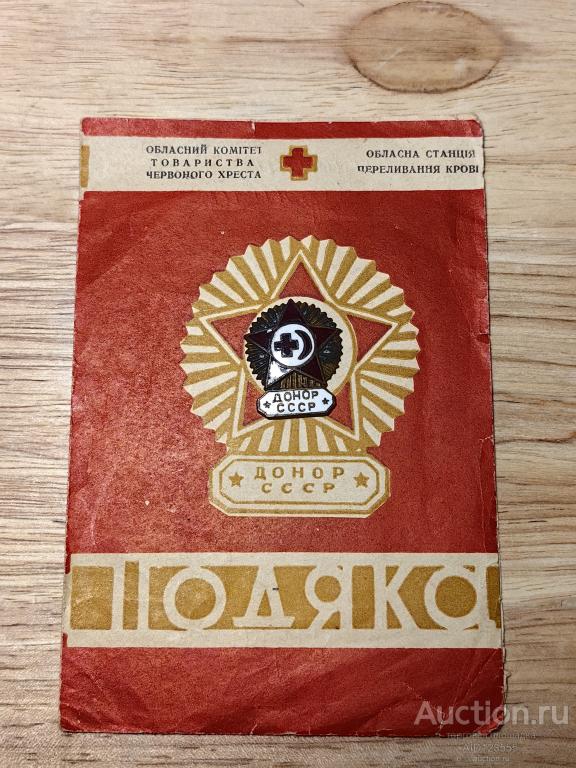 ОБЛАСНИЙ КОМІТЕТ
ТОВАРИСТВА
ЧЕРВОНОГО ХРЕСТА
ОБЛАСНА СТАНЦІЯ
ПЕРЕЛИВАННЯ КРОВІ
ДОНОР
СССР
ДОНОР
СССР
ПОДЯКА
Auction.ru